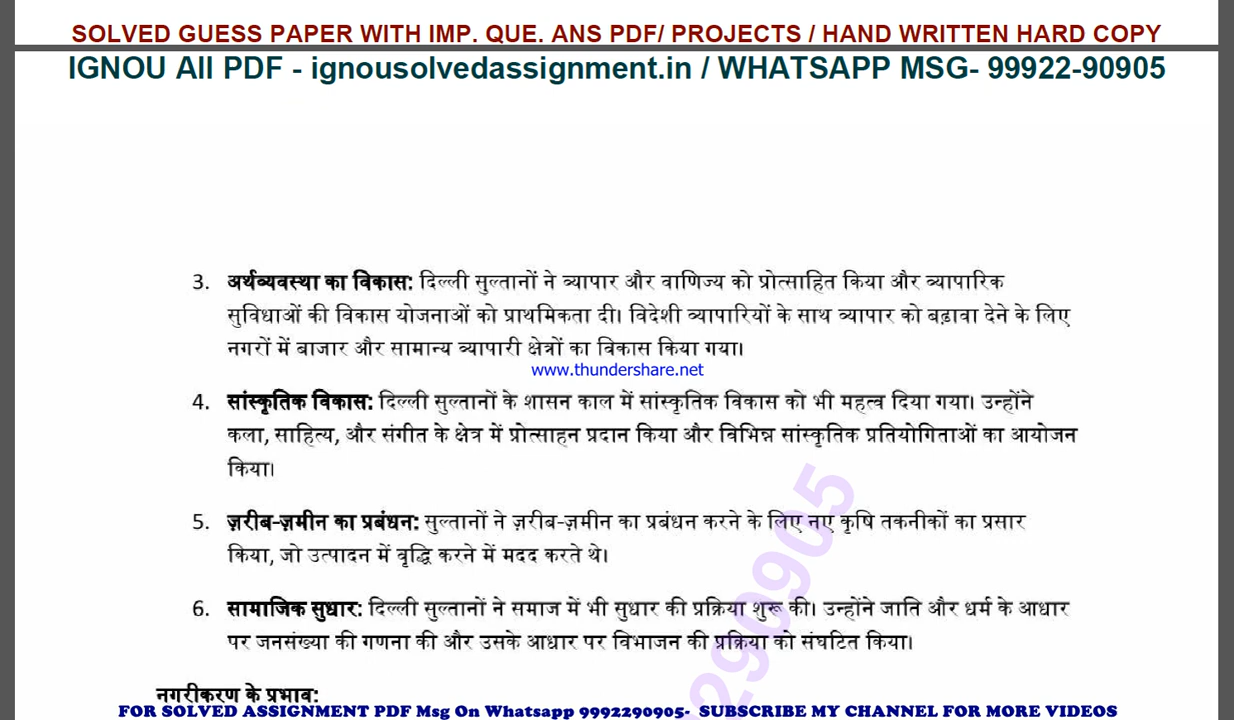 SOLVED GUESS PAPER WITH IMP. QUE. ANS PDF/ PROJECTS / HAND WRITTEN HARD COPY
IGNOU All PDF - ignousolvedassignment.in / WHATSAPP MSG- 99922-90905
3. अर्थव्यवस्था का विकास: दिल्ली सुल्तानों ने व्यापार और वाणिज्य को प्रोत्साहित किया और व्यापारिक
सुविधाओं की विकास योजनाओं को प्राथमिकता दी। विदेशी व्यापारियों के साथ व्यापार को बढ़ावा देने के लिए
नगरों में बाजार और सामान्य व्यापारी क्षेत्रों का विकास किया गया।
www.thundershare.net
4. सांस्कृतिक विकास: दिल्ली सुल्तानों के शासन काल में सांस्कृतिक विकास को भी महत्व दिया गया। उन्होंने
कला, साहित्य, और संगीत के क्षेत्र में प्रोत्साहन प्रदान किया और विभिन्न सांस्कृतिक प्रतियोगिताओं का आयोजन
किया।
5. ज़रीब-ज़मीन का प्रबंधन: सुल्तानों ने ज़रीब-ज़मीन का प्रबंधन करने के लिए नए कृषि तकनीकों का प्रसार
किया, जो उत्पादन में वृद्धि करने में मदद करते थे।
6. सामाजिक सुधार: दिल्ली सुल्तानों ने समाज में भी सुधार की प्रक्रिया शुरू की। उन्होंने जाति और धर्म के आधार
पर जनसंख्या की गणना की और उसके आधार पर विभाजन की प्रक्रिया को संघटित किया।
290905
नगरीकरण के प्रभाव:
FOR SOLVED ASSIGNMENT PDF Msg On Whatsapp 9992290905- SUBSCRIBE MY CHANNEL FOR MORE VIDEOS